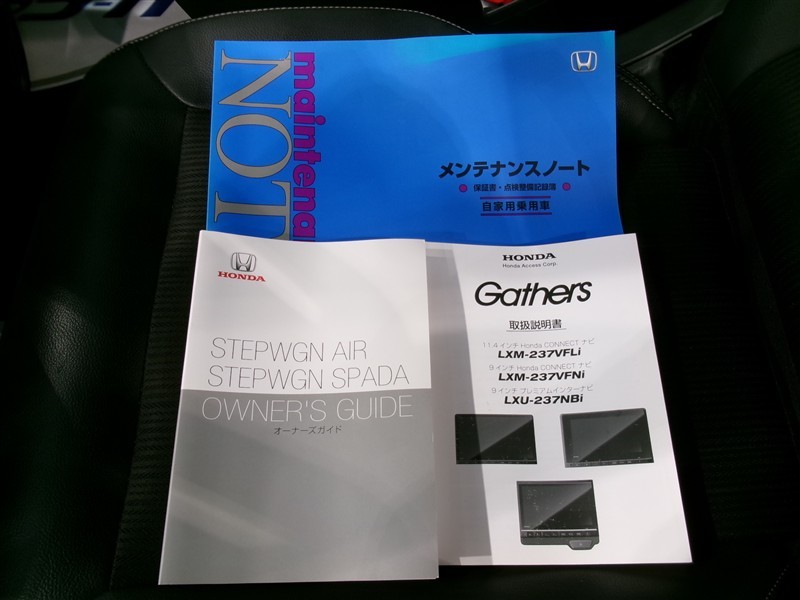 maintena
NOT
メンテナンスノート
保証書・点検整備記録簿
自家用乗用車
HONDA
STEPWGN AIR
STEPWGN SPADA
OWNER'S GUIDE
オーナーズガイド
HONDA
Honda Access Corp.
Gathers
取扱説明書
11.4インチ Honda CONNECT ナビ
LXM-237VFLi
9インチ Honda CONNECT ナビ
LXM-237VFNi
9インチ プレミアムインターナビ
LXU-237NBi